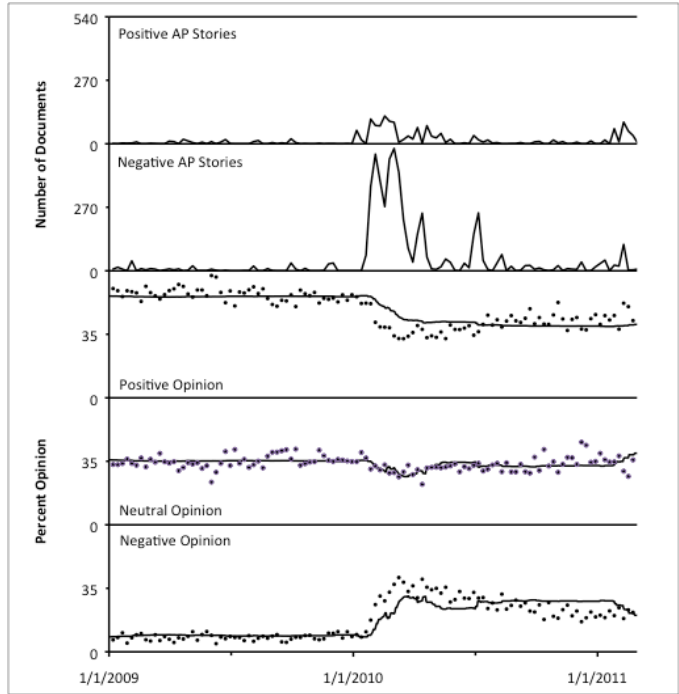 540
Positive AP Stories
270
0
Negative AP Stories
270
0
35
Positive Opinion
0
35
Neutral Opinion
0
Negative Opinion
35
0
1/1/2009
1/1/2010
1/1/2011
Number of Documents
Percent Opinion